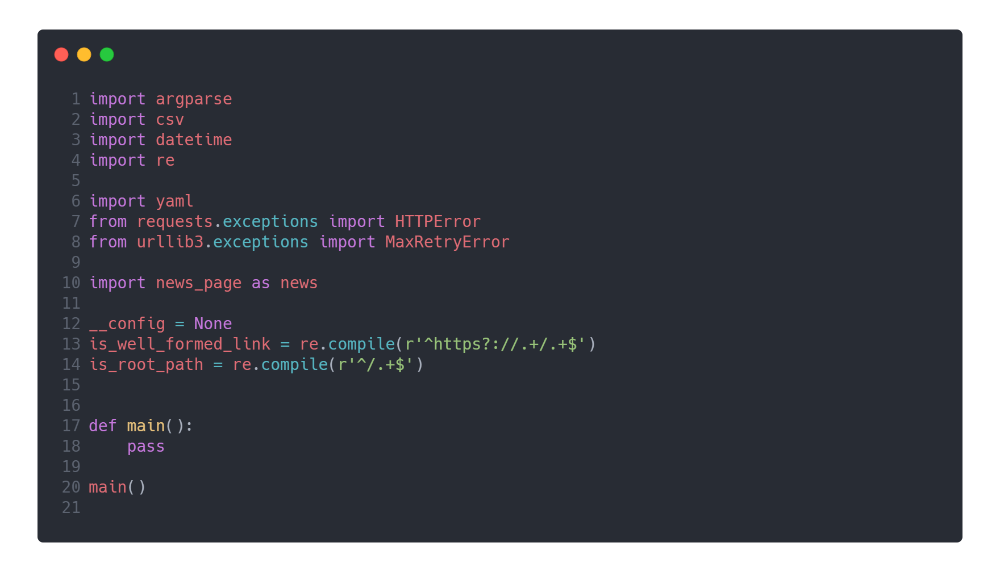 1 import argparse
2 import csv
3 import datetime
4 import re
5
6 import yaml
7 from requests.exceptions import HTTPError
8 from urllib3.exceptions import MaxRetryError
9
10 import news_page as news
11
12 __config = None
13 is_well_formed_link = re.compile(r'^https?://.+/.+$')
14 is_root_path = re.compile(r'^/.+$')
15
16
17 def main():
18     pass
19
20 main()
21